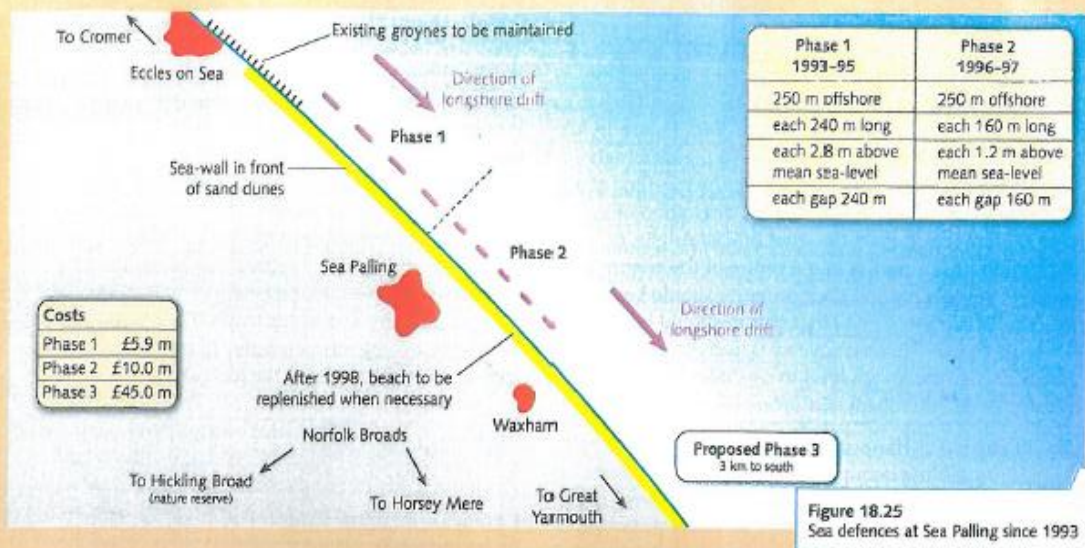 To Cromer
Existing groynes to be maintained
Eccles on Sea
Direction of
longshore drift
Phase 1
Sea-wall in front
of sand dunes
Phase 2
Sea Palling
Direction of
longshore drift
Phase 1
1993–95
Phase 2
1996–97
250 m offshore
250 m offshore
each 240 m long
each 160 m long
each 2.8 m above
mean sea-level
each 1.2 m above
mean sea-level
each gap 240 m
each gap 160 m
Costs
Phase 1 £5.9 m
Phase 2 £10.0 m
Phase 3 £45.0 m
After 1998, beach to be
replenished when necessary
Waxham
Norfolk Broads
To Hickling Broad
(nature reserve)
To Horsey Mere
To Great
Yarmouth
Proposed Phase 3
3 km to south
Figure 18.25
Sea defences at Sea Palling since 1993